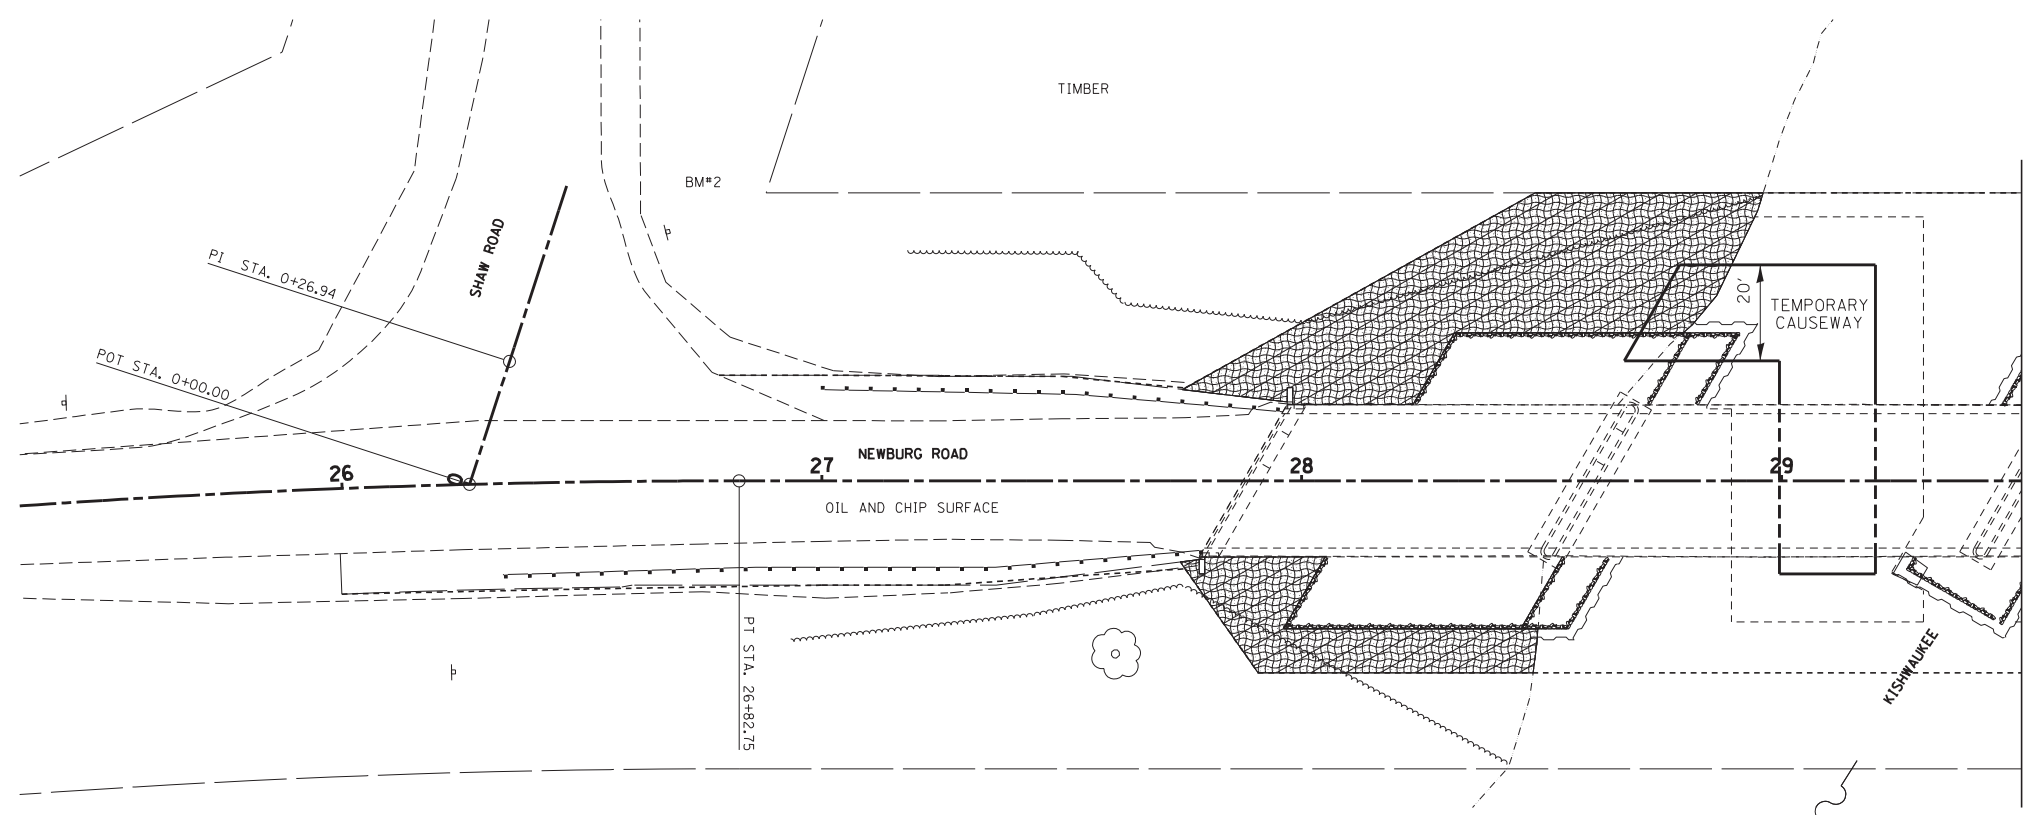 TIMBER
BM#2
SHAW ROAD
PI STA. 0+26.94
20'
TEMPORARY
CAUSEWAY
POT STA. 0+00.00
26
0
27
NEWBURG ROAD
28
29
OIL AND CHIP SURFACE
PT STA. 26+82.75
KISHWAUKEE